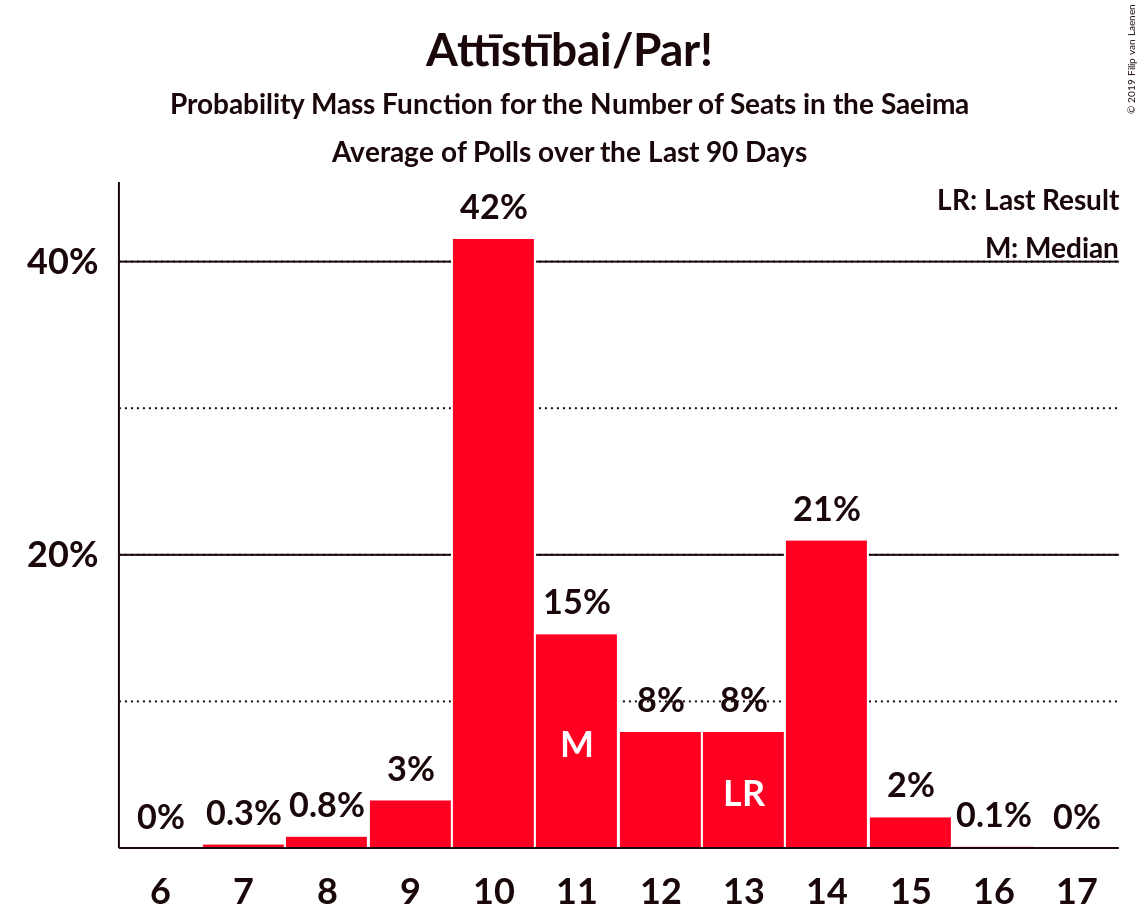 Attīstībai/Par!
Probability Mass Function for the Number of Seats in the Saeima
Average of Polls over the Last 90 Days
© 2019 Filip van Laenen
LR: Last Result
M: Median
40%
20%
0%
0.3%
0.8%
3%
42%
15%
8%
8%
21%
2%
0.1%
0%
M
LR
6 7 8 9 10 11 12 13 14 15 16 17